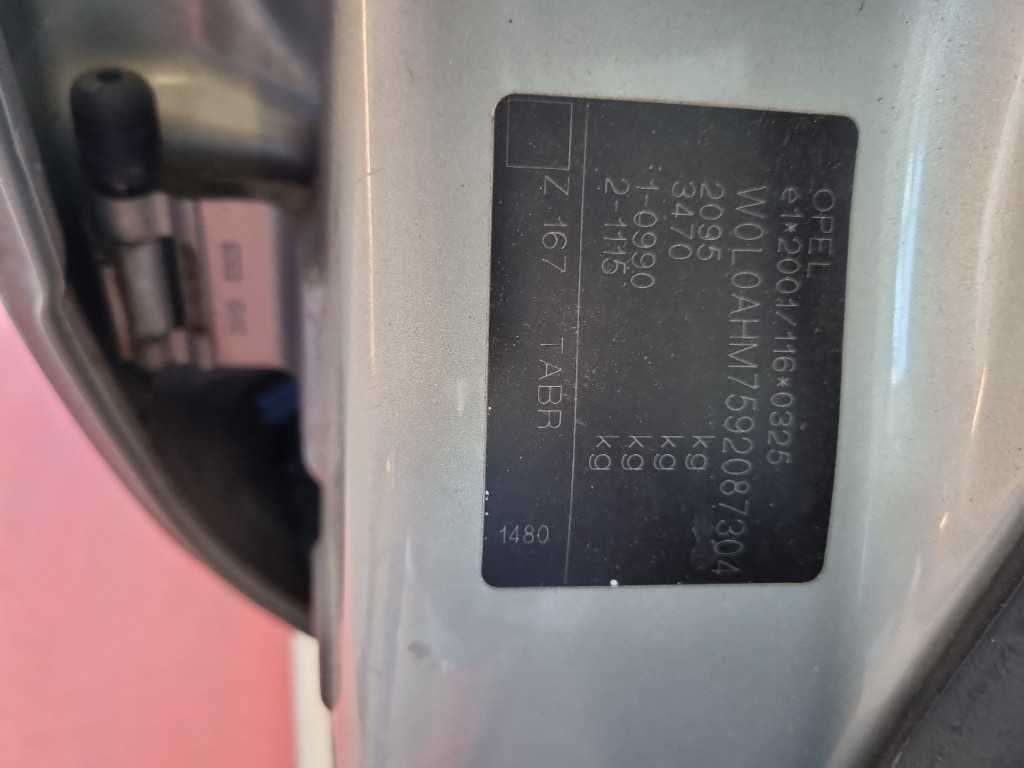 OPEL
e1*2001/116*0325
W0L0AHM7592087304
2095 kg
3470 kg
1-0990 kg
2-1115 kg
Z 167 TABR
1480